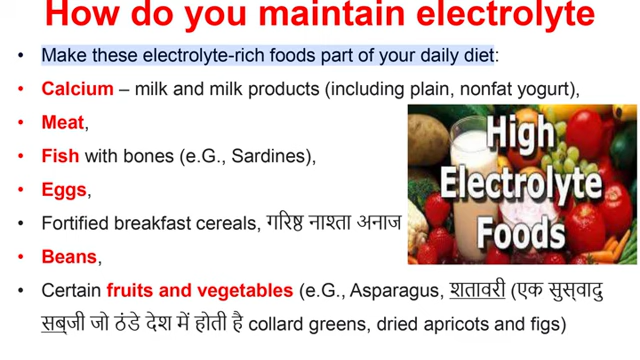 How do you maintain electrolyte
• Make these electrolyte-rich foods part of your daily diet:
• Calcium – milk and milk products (including plain, nonfat yogurt),
• Meat,
• Fish with bones (e.G., Sardines),
• Eggs,
• Fortified breakfast cereals, गरिष्ठ नाश्ता अनाज
• Beans,
• Certain fruits and vegetables (e.G., Asparagus, शतावरी (एक सुस्वादु
सब्जी जो ठंडे देश में होती है collard greens, dried apricots and figs)
High
Electrolyte
Foods